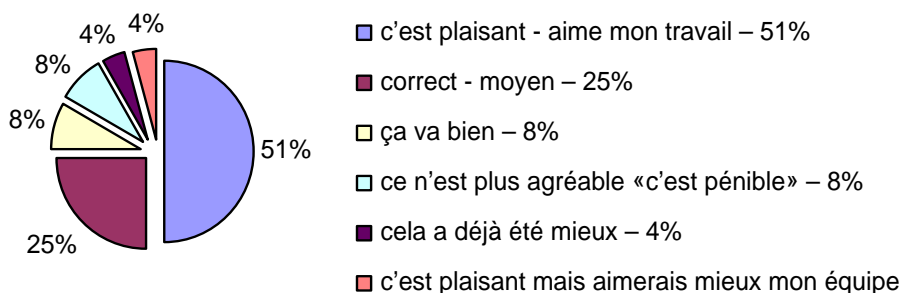 4%
4%
8%
8%
25%
51%
c'est plaisant - aime mon travail – 51%
correct - moyen – 25%
ça va bien – 8%
ce n'est plus agréable «c'est pénible» – 8%
cela a déjà été mieux – 4%
c'est plaisant mais aimerais mieux mon équipe